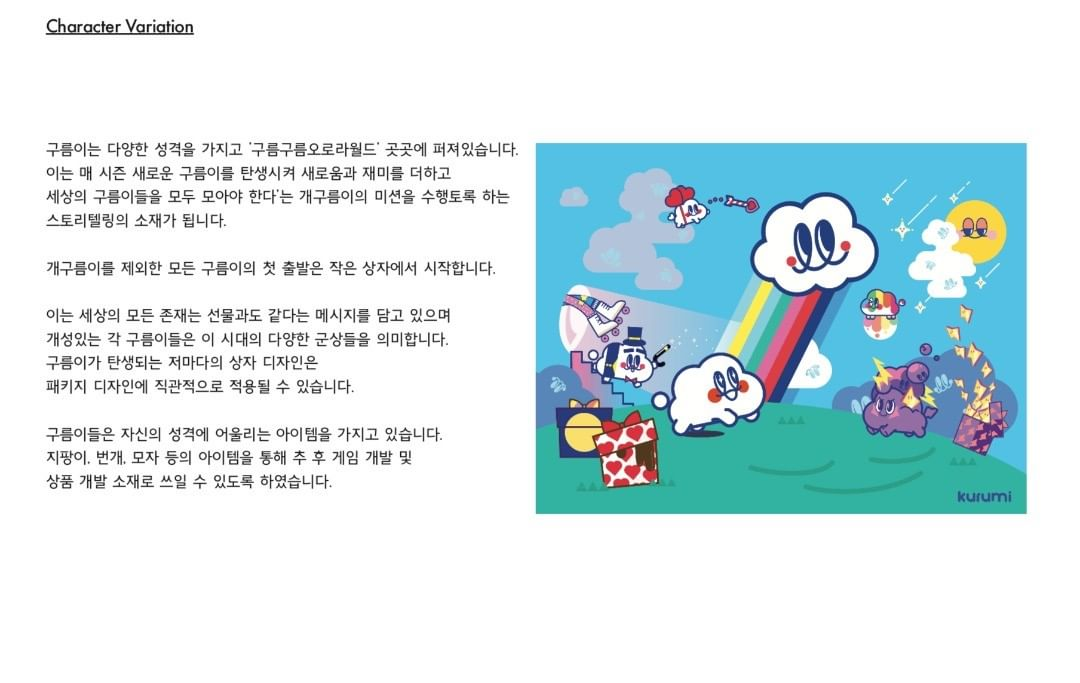 Character Variation
구름이는 다양한 성격을 가지고 '구름구름오로라월드' 곳곳에 퍼져있습니다.
이는 매 시즌 새로운 구름이를 탄생시켜 새로움과 재미를 더하고
세상의 구름이들을 모두 모아야 한다'는 개구름이의 미션을 수행토록 하는
스토리텔링의 소재가 됩니다.
개구름이를 제외한 모든 구름이의 첫 출발은 작은 상자에서 시작합니다.
이는 세상의 모든 존재는 선물과도 같다는 메시지를 담고 있으며
개성있는 각 구름이들은 이 시대의 다양한 군상들을 의미합니다.
구름이가 탄생되는 저마다의 상자 디자인은
패키지 디자인에 직관적으로 적용될 수 있습니다.
구름이들은 자신의 성격에 어울리는 아이템을 가지고 있습니다.
지팡이, 번개, 모자 등의 아이템을 통해 추 후 게임 개발 및
상품 개발 소재로 쓰일 수 있도록 하였습니다.
kurumi